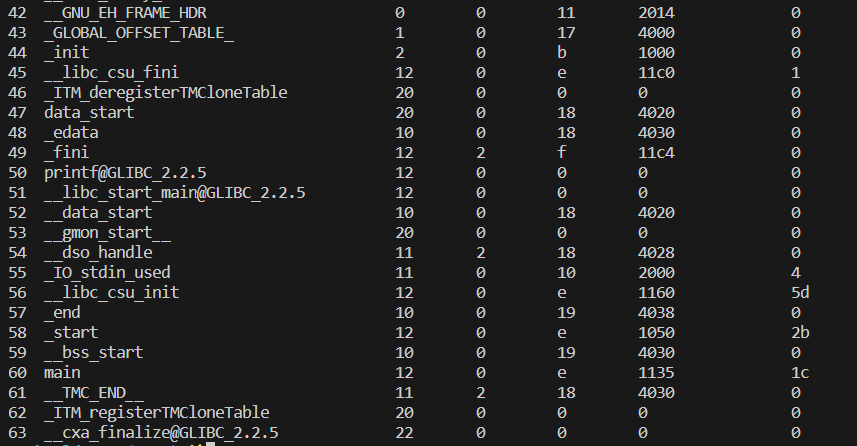 42 __GNU_EH_FRAME_HDR 0 0 11 2014 0
43 _GLOBAL_OFFSET_TABLE_ 1 0 17 4000 0
44 _init 2 0 b 1000 0
45 __libc_csu_fini 12 0 e 11c0 1
46 _ITM_deregisterTMCloneTable 20 0 0 0 0
47 data_start 20 0 18 4020 0
48 _edata 10 0 18 4030 0
49 _fini 12 2 f 11c4 0
50 printf@GLIBC_2.2.5 12 0 0 0 0
51 __libc_start_main@GLIBC_2.2.5 12 0 0 0 0
52 __data_start 10 0 18 4020 0
53 __gmon_start__ 20 0 0 0 0
54 __dso_handle 11 2 18 4028 0
55 _IO_stdin_used 11 0 10 2000 4
56 __libc_csu_init 12 0 e 1160 5d
57 _end 10 0 19 4038 0
58 _start 12 0 e 1050 2b
59 __bss_start 10 0 19 4030 0
60 main 12 0 e 1135 1c
61 __TMC_END__ 11 2 18 4030 0
62 _ITM_registerTMCloneTable 20 0 0 0 0
63 __cxa_finalize@GLIBC_2.2.5 22 0 0 0 0